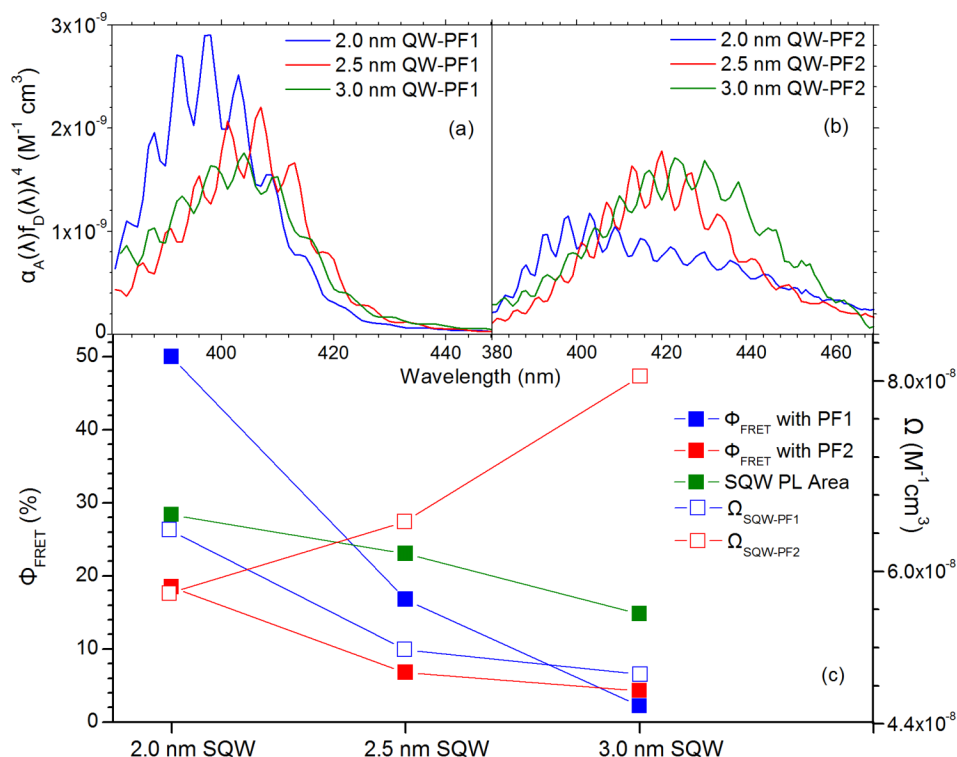 3x10⁻⁹
2x10⁻⁹
1x10⁻⁹
0
α_A(λ)f_D(λ)λ⁴ (M⁻¹ cm³)
2.0 nm QW-PF1
2.5 nm QW-PF1
3.0 nm QW-PF1
(a)
2.0 nm QW-PF2
2.5 nm QW-PF2
3.0 nm QW-PF2
(b)
400 420 440 380 400 420 440 460
Wavelength (nm)
50
40
30
20
10
0
Φ_FRET (%)
Φ_FRET with PF1
Φ_FRET with PF2
SQW PL Area
Ω_SQW-PF1
Ω_SQW-PF2
(c)
8.0x10⁻⁸
6.0x10⁻⁸
4.4x10⁻⁸
Ω (M⁻¹cm³)
2.0 nm SQW 2.5 nm SQW 3.0 nm SQW